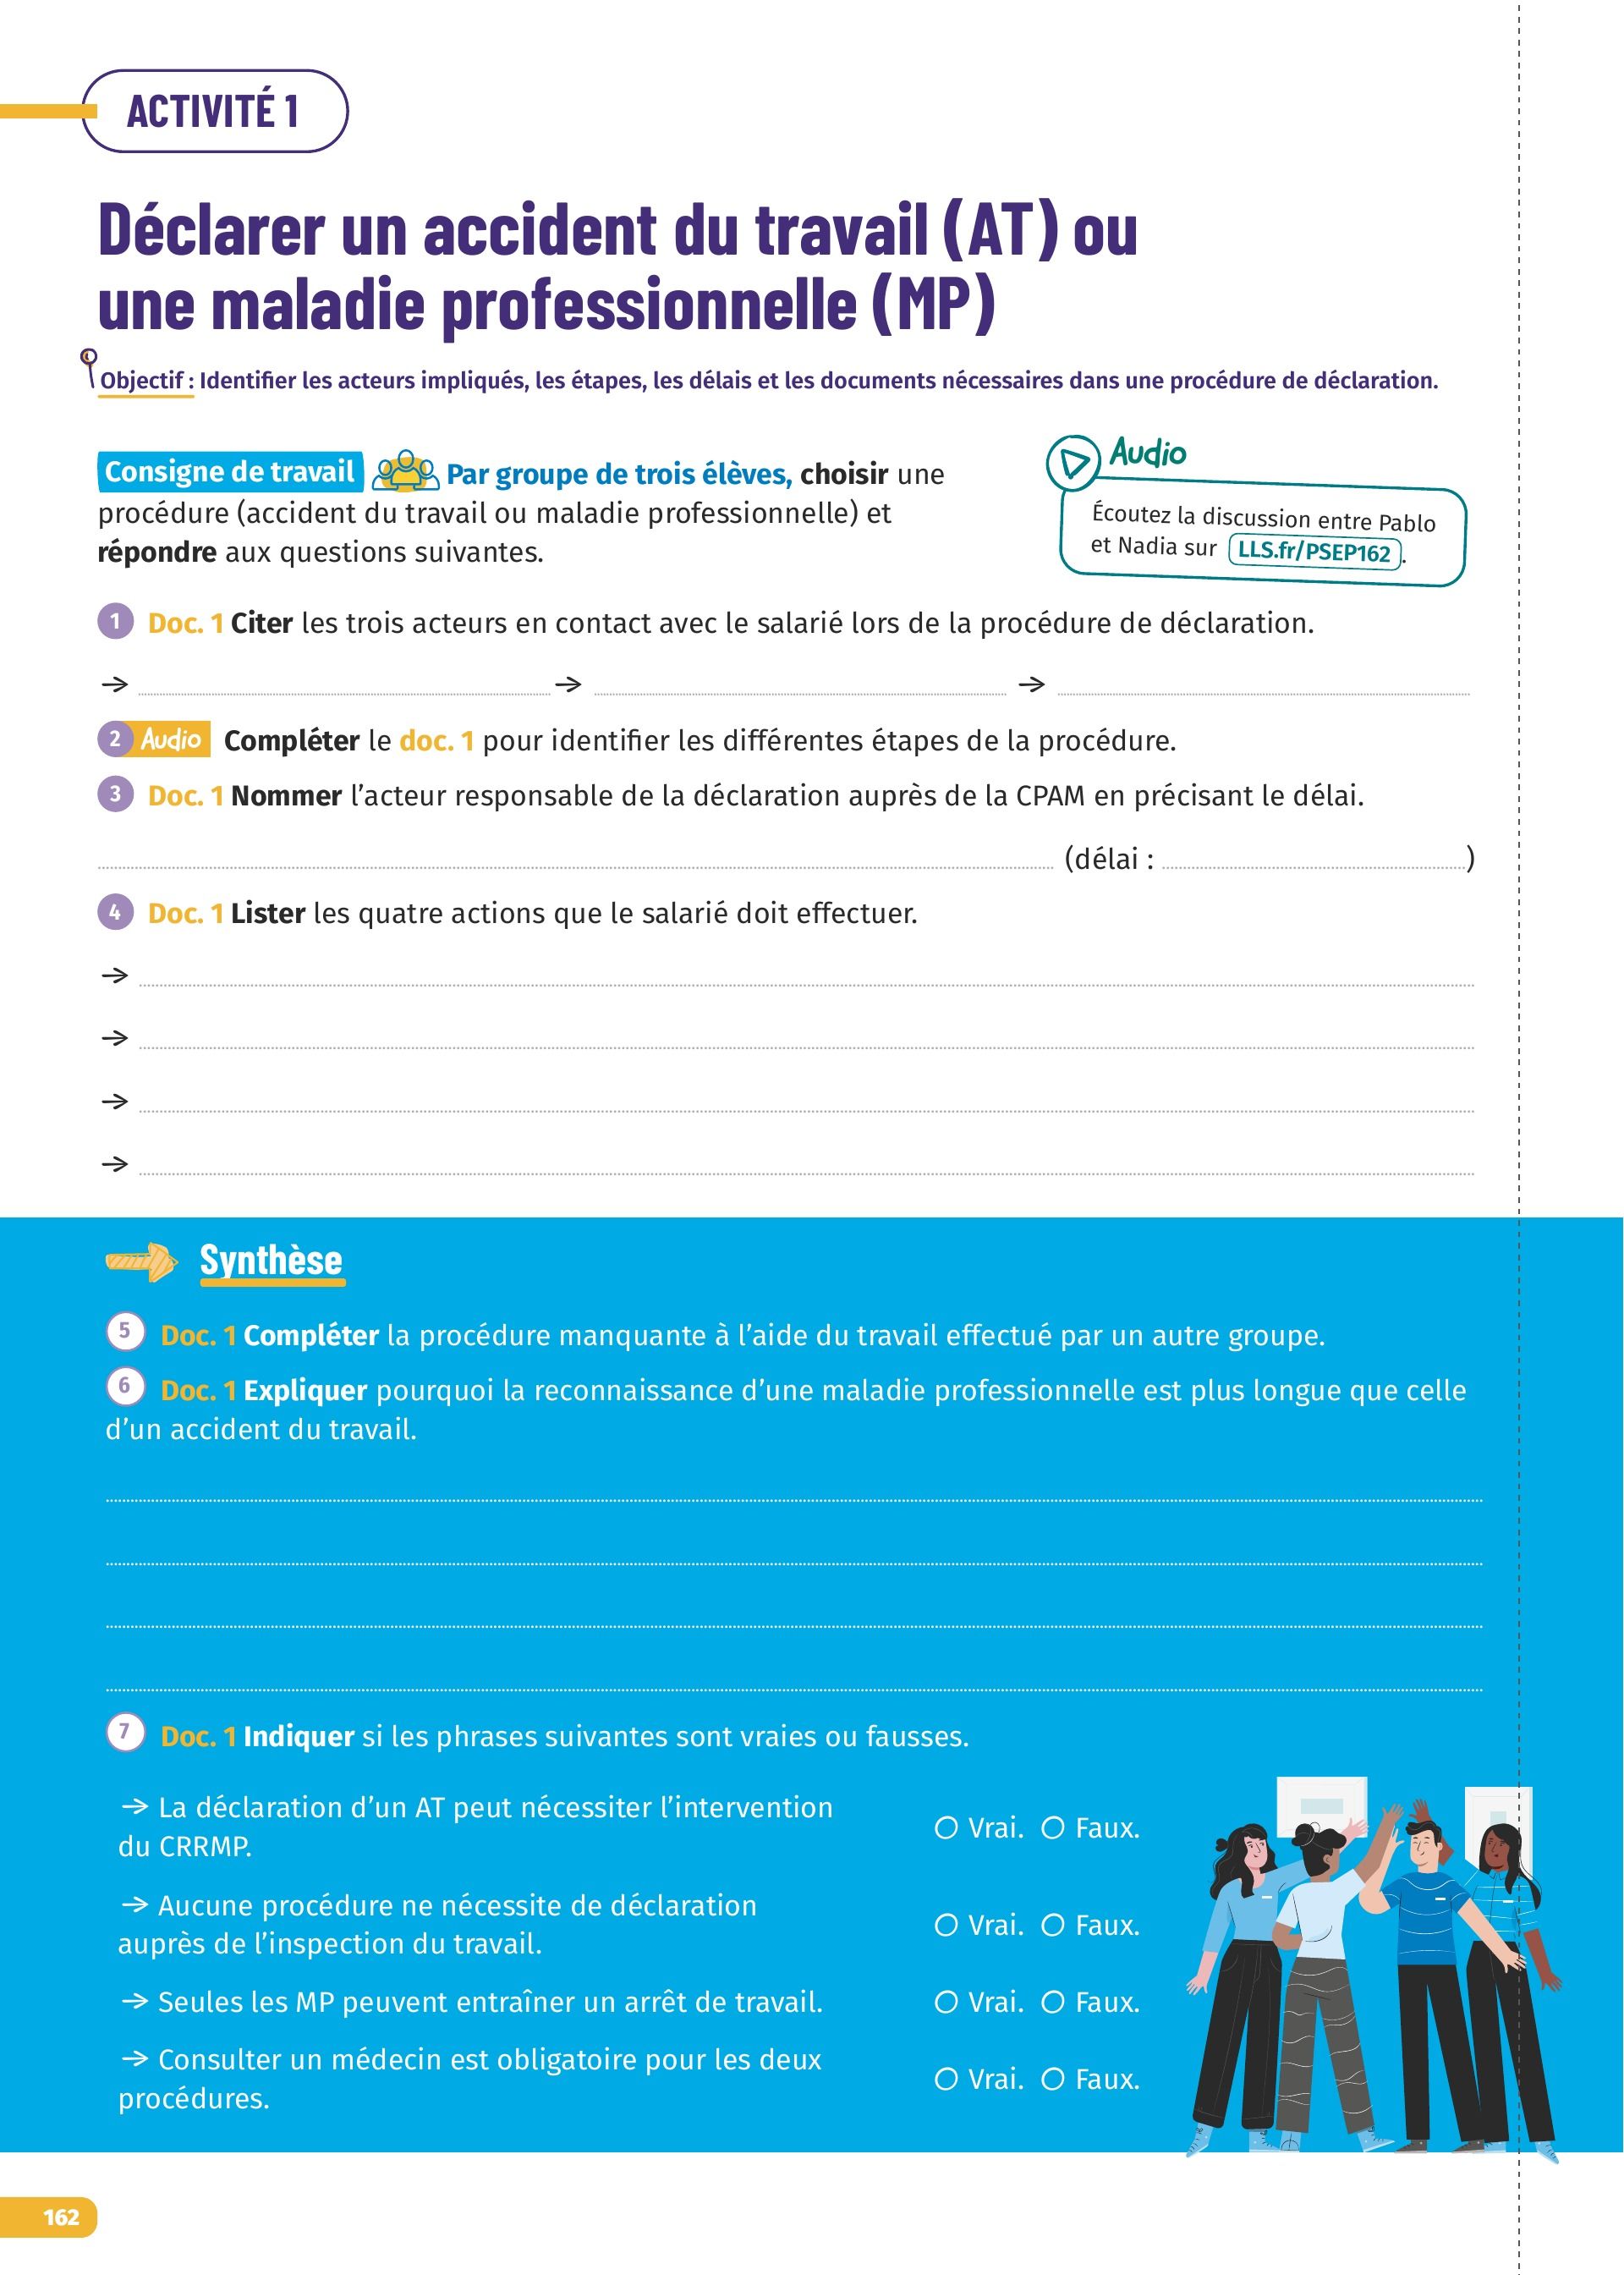 ACTIVITÉ 1
Déclarer un accident du travail (AT) ou
une maladie professionnelle (MP)
Objectif : Identifier les acteurs impliqués, les étapes, les délais et les documents nécessaires dans une procédure de déclaration.
Consigne de travail Par groupe de trois élèves, choisir une
procédure (accident du travail ou maladie professionnelle) et
répondre aux questions suivantes.
Audio
Écoutez la discussion entre Pablo
et Nadia sur LLS.fr/PSEP162.
1 Doc. 1 Citer les trois acteurs en contact avec le salarié lors de la procédure de déclaration.
→ → →
2 Audio Compléter le doc. 1 pour identifier les différentes étapes de la procédure.
3 Doc. 1 Nommer l’acteur responsable de la déclaration auprès de la CPAM en précisant le délai.
(délai : )
4 Doc. 1 Lister les quatre actions que le salarié doit effectuer.
→
→
→
→
Synthèse
5 Doc. 1 Compléter la procédure manquante à l’aide du travail effectué par un autre groupe.
6 Doc. 1 Expliquer pourquoi la reconnaissance d’une maladie professionnelle est plus longue que celle
d’un accident du travail.
7 Doc. 1 Indiquer si les phrases suivantes sont vraies ou fausses.
→ La déclaration d’un AT peut nécessiter l’intervention
du CRRMP.
Vrai. Faux.
→ Aucune procédure ne nécessite de déclaration
auprès de l’inspection du travail.
Vrai. Faux.
→ Seules les MP peuvent entraîner un arrêt de travail.
Vrai. Faux.
→ Consulter un médecin est obligatoire pour les deux
procédures.
Vrai. Faux.
162